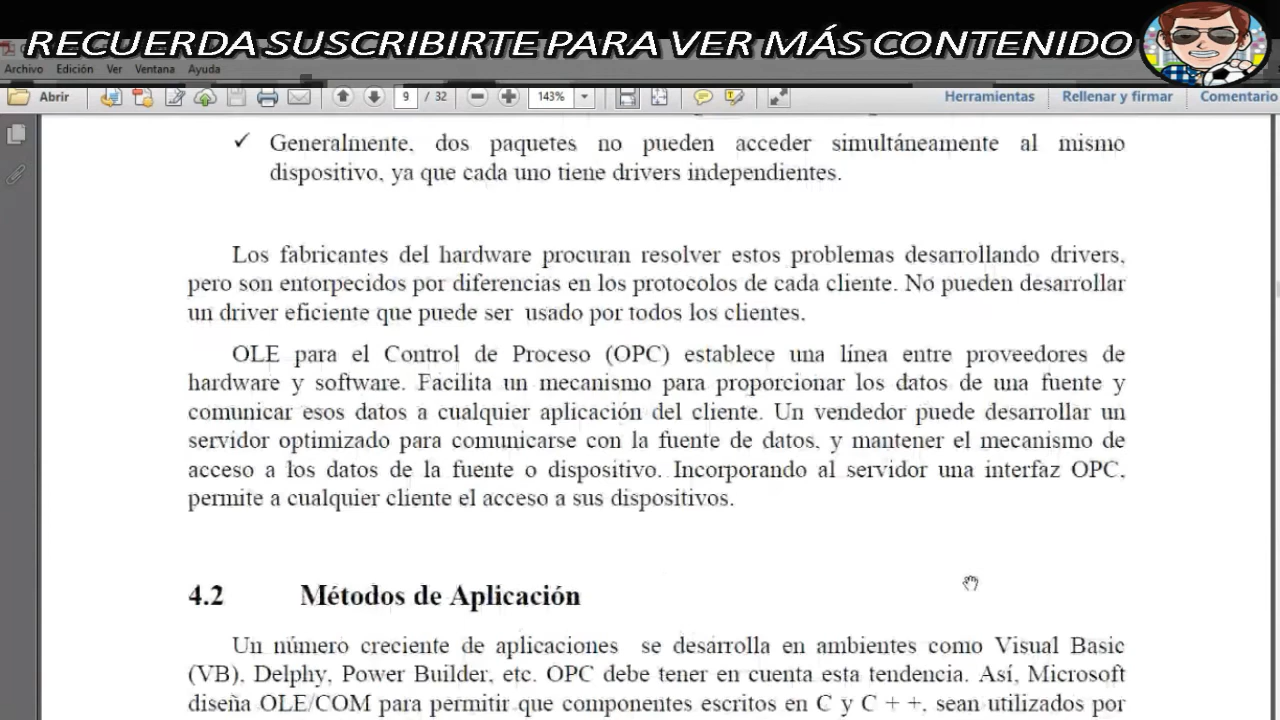 RECUERDA SUSCRIBIRTE PARA VER MÁS CONTENIDO
Archivo Edición Ver Ventana Ayuda
Abrir 9 / 32 143% Herramientas Rellenar y firmar Comentario
✓ Generalmente, dos paquetes no pueden acceder simultáneamente al mismo
dispositivo, ya que cada uno tiene drivers independientes.
Los fabricantes del hardware procuran resolver estos problemas desarrollando drivers,
pero son entorpecidos por diferencias en los protocolos de cada cliente. No pueden desarrollar
un driver eficiente que puede ser usado por todos los clientes.
OLE para el Control de Proceso (OPC) establece una línea entre proveedores de
hardware y software. Facilita un mecanismo para proporcionar los datos de una fuente y
comunicar esos datos a cualquier aplicación del cliente. Un vendedor puede desarrollar un
servidor optimizado para comunicarse con la fuente de datos, y mantener el mecanismo de
acceso a los datos de la fuente o dispositivo. Incorporando al servidor una interfaz OPC,
permite a cualquier cliente el acceso a sus dispositivos.
4.2 Métodos de Aplicación
Un número creciente de aplicaciones se desarrolla en ambientes como Visual Basic
(VB), Delphy, Power Builder, etc. OPC debe tener en cuenta esta tendencia. Así, Microsoft
diseña OLE/COM para permitir que componentes escritos en C y C + +, sean utilizados por